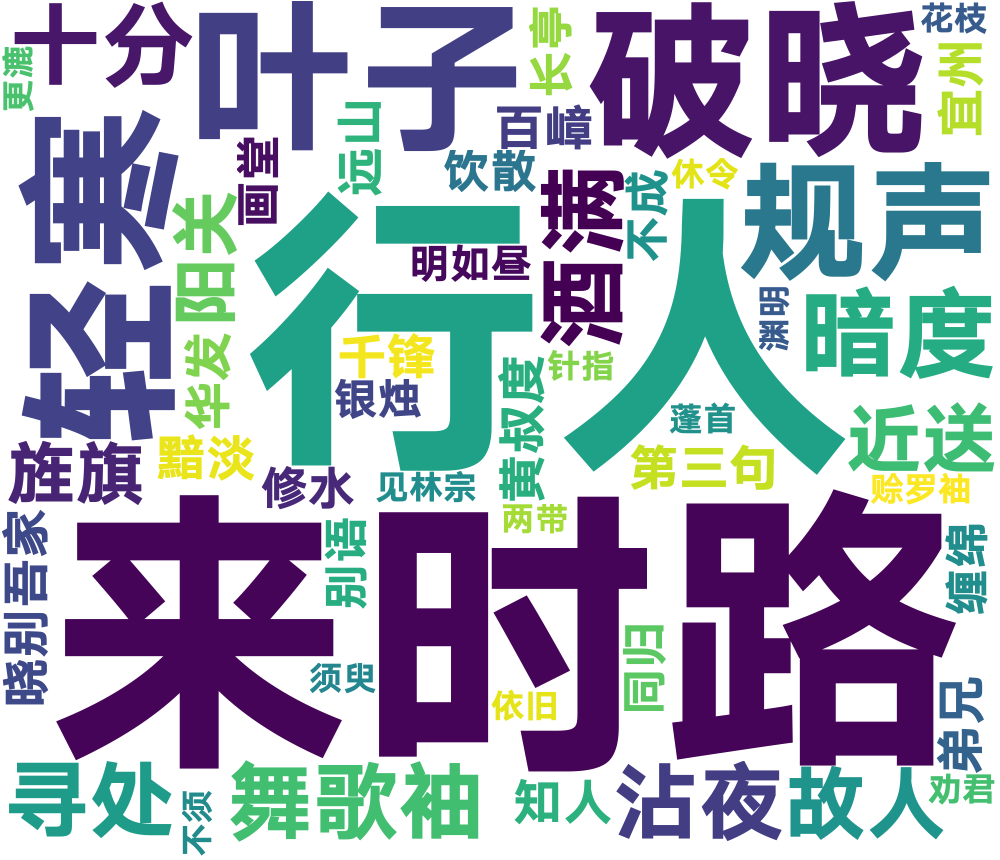 十分
叶子
破晓
花枝
更漉
长亭
宜州
寒
轻
画堂
远山
百嶂
饮散
酒满
不成
休令
规声
阳关
行人
明如昼
渊明
暗度
华发
千锋
银烛
针指
黄叔度
蓬首
近送
旌旗
黯淡
修水
见林宗
第三句
赊罗袖
两带
晓别吾家
别语
来时路
缠绵
须臾
依旧
同归
弟兄
寻处
不须
舞歌袖
知人
沾夜
故人
劝君